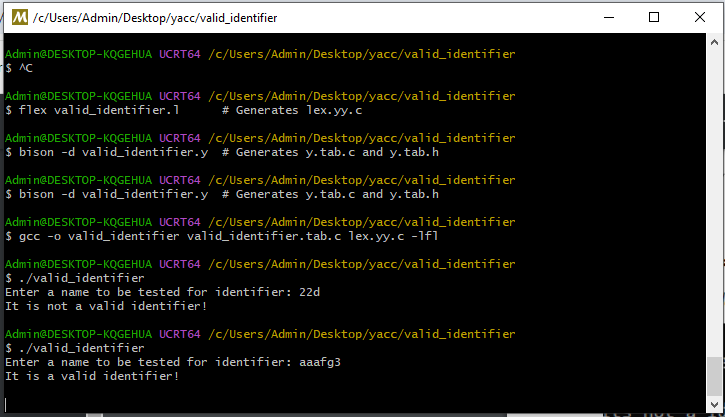 /c/Users/Admin/Desktop/yacc/valid_identifier
Admin@DESKTOP-KQGEHUA UCRT64 /c/Users/Admin/Desktop/yacc/valid_identifier
$ ^C
Admin@DESKTOP-KQGEHUA UCRT64 /c/Users/Admin/Desktop/yacc/valid_identifier
$ flex valid_identifier.l      # Generates lex.yy.c
Admin@DESKTOP-KQGEHUA UCRT64 /c/Users/Admin/Desktop/yacc/valid_identifier
$ bison -d valid_identifier.y  # Generates y.tab.c and y.tab.h
Admin@DESKTOP-KQGEHUA UCRT64 /c/Users/Admin/Desktop/yacc/valid_identifier
$ bison -d valid_identifier.y  # Generates y.tab.c and y.tab.h
Admin@DESKTOP-KQGEHUA UCRT64 /c/Users/Admin/Desktop/yacc/valid_identifier
$ gcc -o valid_identifier valid_identifier.tab.c lex.yy.c -lfl
Admin@DESKTOP-KQGEHUA UCRT64 /c/Users/Admin/Desktop/yacc/valid_identifier
$ ./valid_identifier
Enter a name to be tested for identifier: 22d
It is not a valid identifier!
Admin@DESKTOP-KQGEHUA UCRT64 /c/Users/Admin/Desktop/yacc/valid_identifier
$ ./valid_identifier
Enter a name to be tested for identifier: aaafg3
It is a valid identifier!